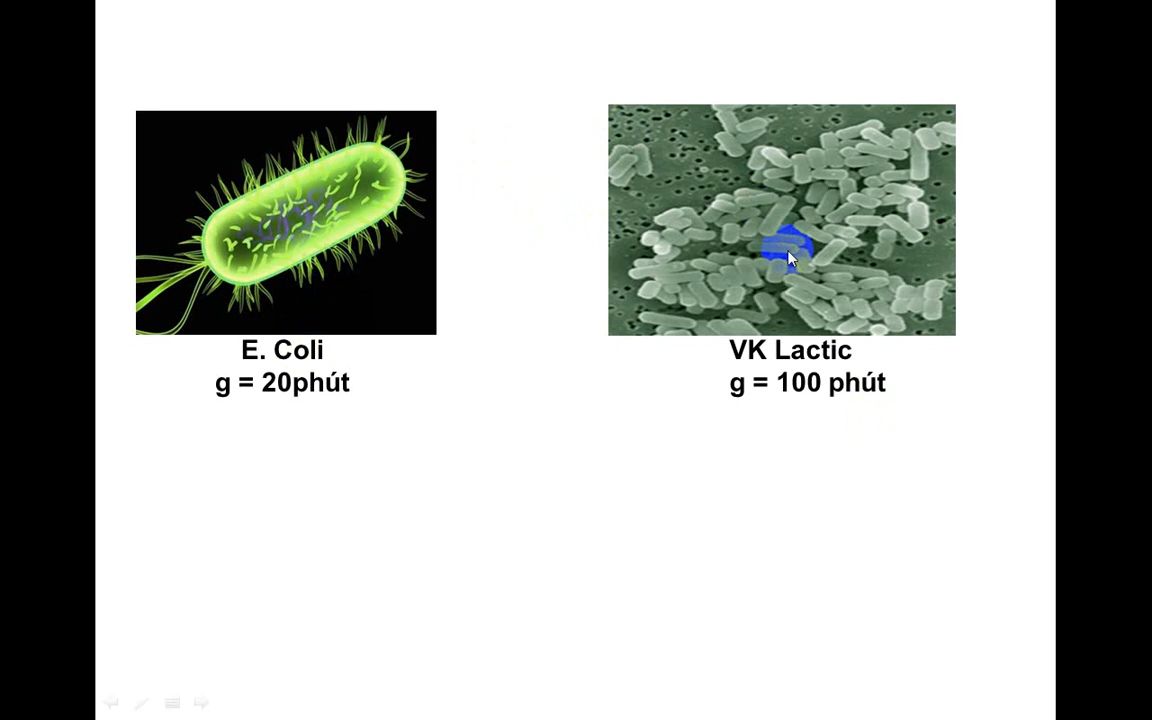 E. Coli
g = 20phút
VK Lactic
g = 100 phút